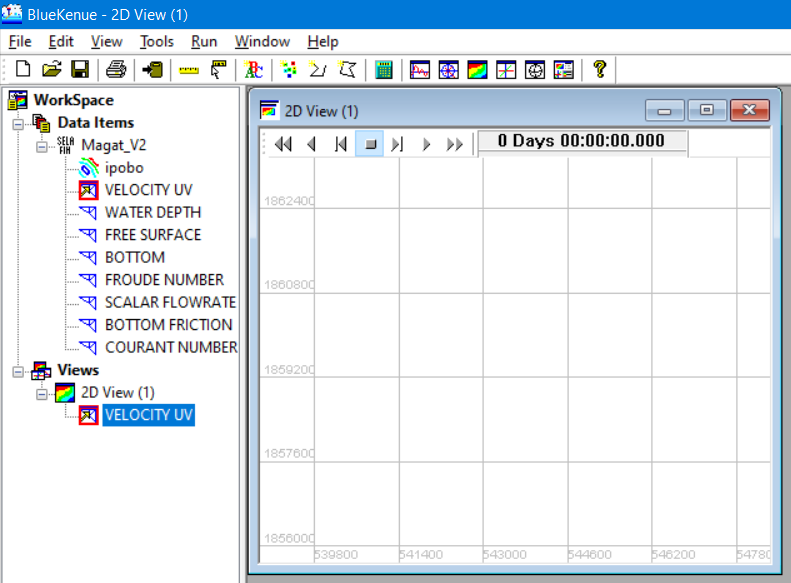 BlueKenue - 2D View (1)
File Edit View Tools Run Window Help
WorkSpace
Data Items
SELA
FIN
Magat_V2
ipobo
VELOCITY UV
WATER DEPTH
FREE SURFACE
BOTTOM
FROUDE NUMBER
SCALAR FLOWRATE
BOTTOM FRICTION
COURANT NUMBER
Views
2D View (1)
VELOCITY UV
2D View (1)
0 Days 00:00:00.000
1862400
1860800
1859200
1857600
1856000
539800 541400 543000 544600 546200 54780